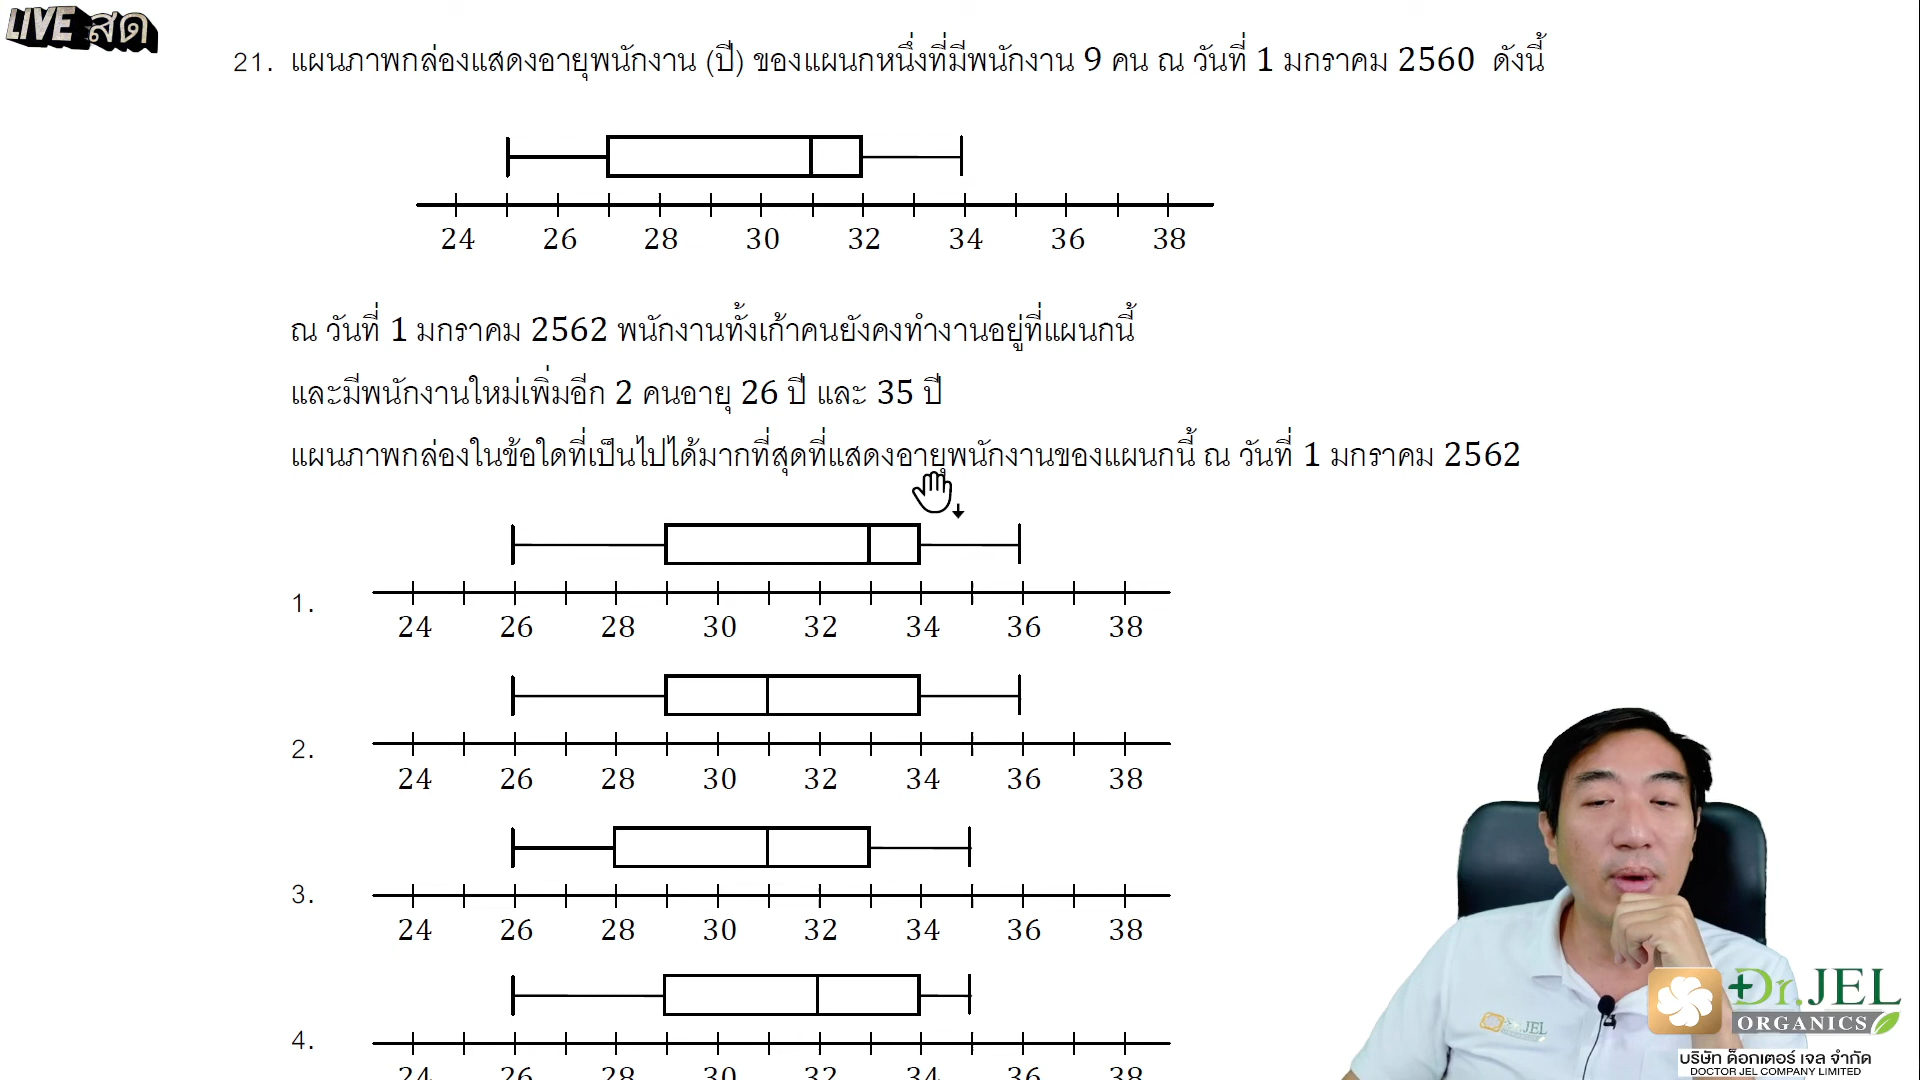 LIVE สด
21. แผนภาพกล่องแสดงอายุพนักงาน (ปี) ของแผนกหนึ่งที่มีพนักงาน 9 คน ณ วันที่ 1 มกราคม 2560 ดังนี้
24 26 28 30 32 34 36 38
ณ วันที่ 1 มกราคม 2562 พนักงานทั้งเก้าคนยังคงทำงานอยู่ที่แผนกนี้
และมีพนักงานใหม่เพิ่มอีก 2 คนอายุ 26 ปี และ 35 ปี
แผนภาพกล่องในข้อใดที่เป็นไปได้มากที่สุดที่แสดงอายุพนักงานของแผนกนี้ ณ วันที่ 1 มกราคม 2562
1.
24 26 28 30 32 34 36 38
2.
24 26 28 30 32 34 36 38
3.
24 26 28 30 32 34 36 38
4.
24 26 28 30 32 34 36 38
Dr.JEL
ORGANICS
บริษัท ด็อกเตอร์ เจล จำกัด
DOCTOR JEL COMPANY LIMITED